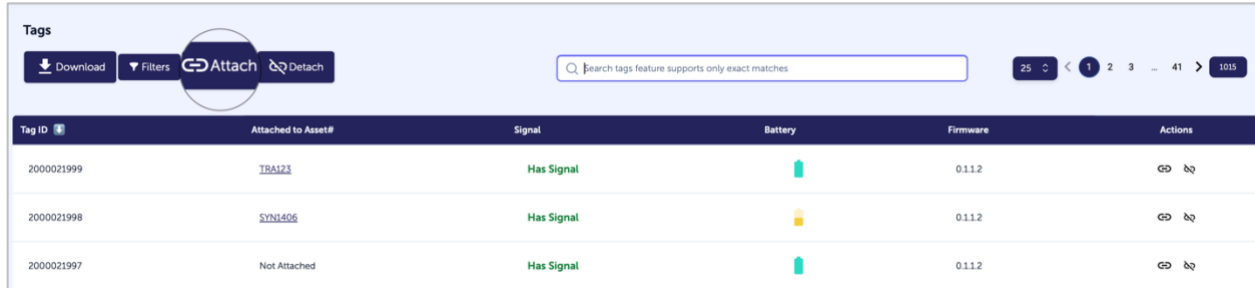 Tags
Download Filters Attach Detach Search tags feature supports only exact matches 25 1 2 3 ... 41 1015
Tag ID Attached to Asset# Signal Battery Firmware Actions
2000021999 TRA123 Has Signal 0.1.1.2
2000021998 SYN1406 Has Signal 0.1.1.2
2000021997 Not Attached Has Signal 0.1.1.2